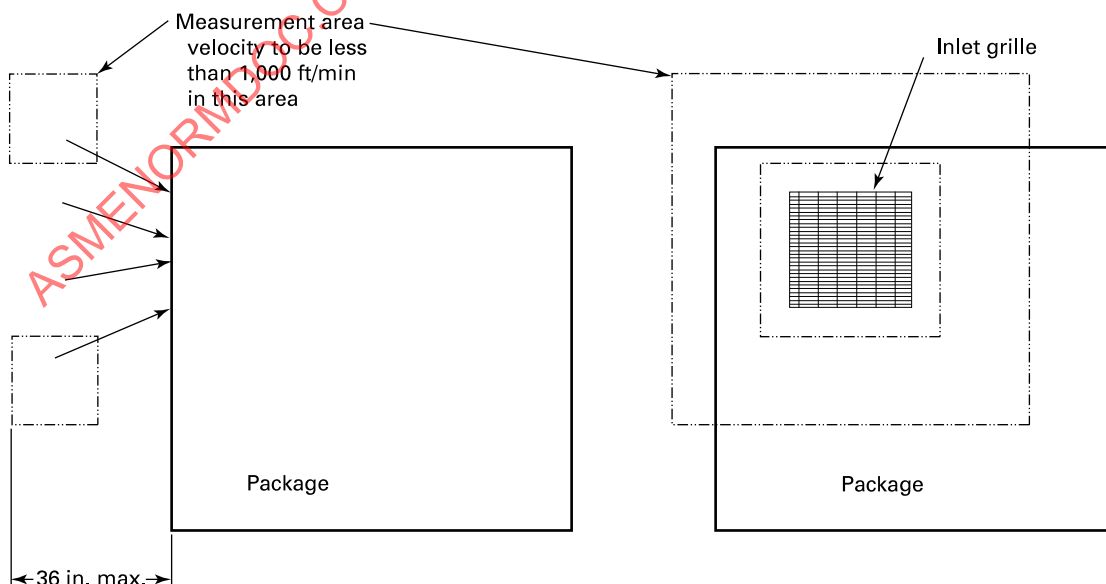 Measurement area
velocity to be less
than 1,000 ft/min
in this area
Inlet grille
Package
Package
36 in. max.
ASMENORMDOC.C